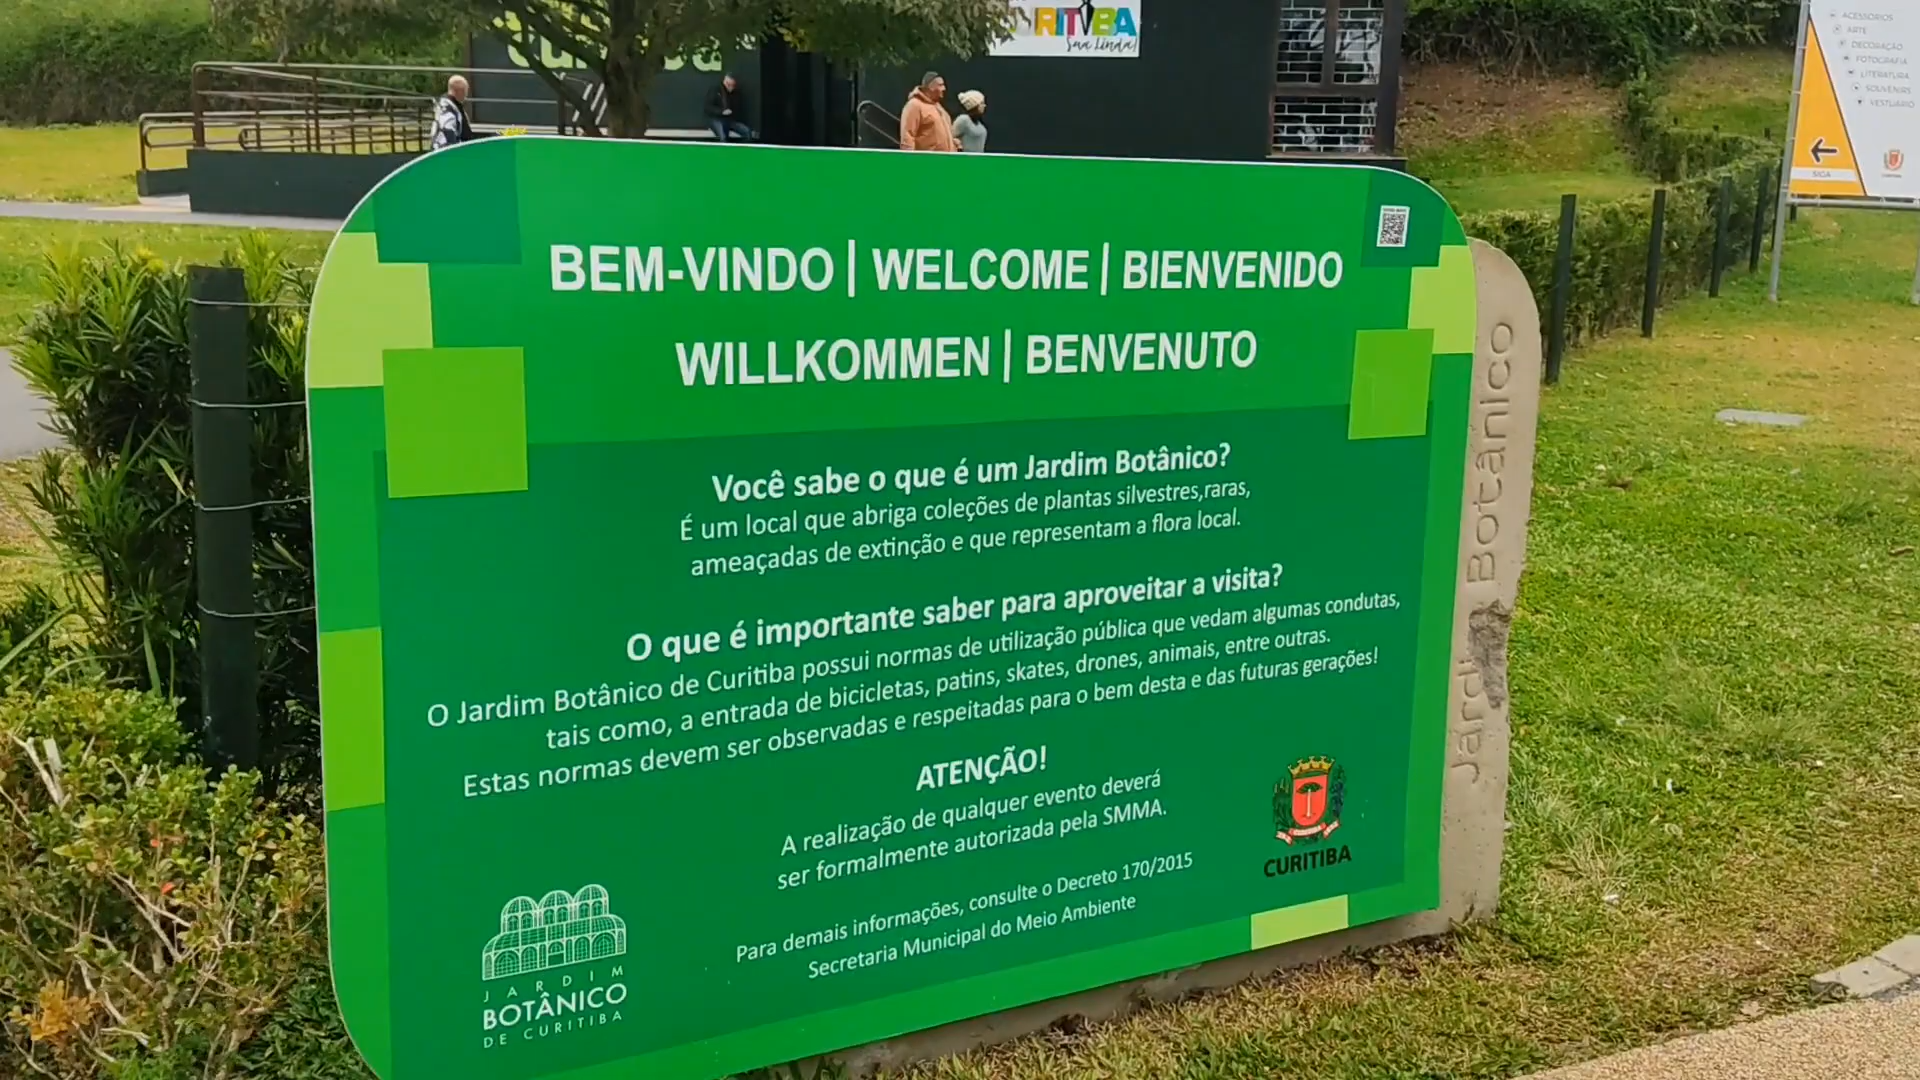 CURITYBA
Sua Linda!
ACESSÓRIOS
ARTE
DECORAÇÃO
FOTOGRAFIA
LITERATURA
SOUVENIRS
VESTUÁRIO
SIGA
BEM-VINDO | WELCOME | BIENVENIDO
WILLKOMMEN | BENVENUTO
Você sabe o que é um Jardim Botânico?
É um local que abriga coleções de plantas silvestres,raras,
ameaçadas de extinção e que representam a flora local.
O que é importante saber para aproveitar a visita?
O Jardim Botânico de Curitiba possui normas de utilização pública que vedam algumas condutas,
tais como, a entrada de bicicletas, patins, skates, drones, animais, entre outras.
Estas normas devem ser observadas e respeitadas para o bem desta e das futuras gerações!
ATENÇÃO!
A realização de qualquer evento deverá
ser formalmente autorizada pela SMMA.
Para demais informações, consulte o Decreto 170/2015
Secretaria Municipal do Meio Ambiente
CURITIBA
JARDIM
BOTÂNICO
DE CURITIBA
Jardim Botânico